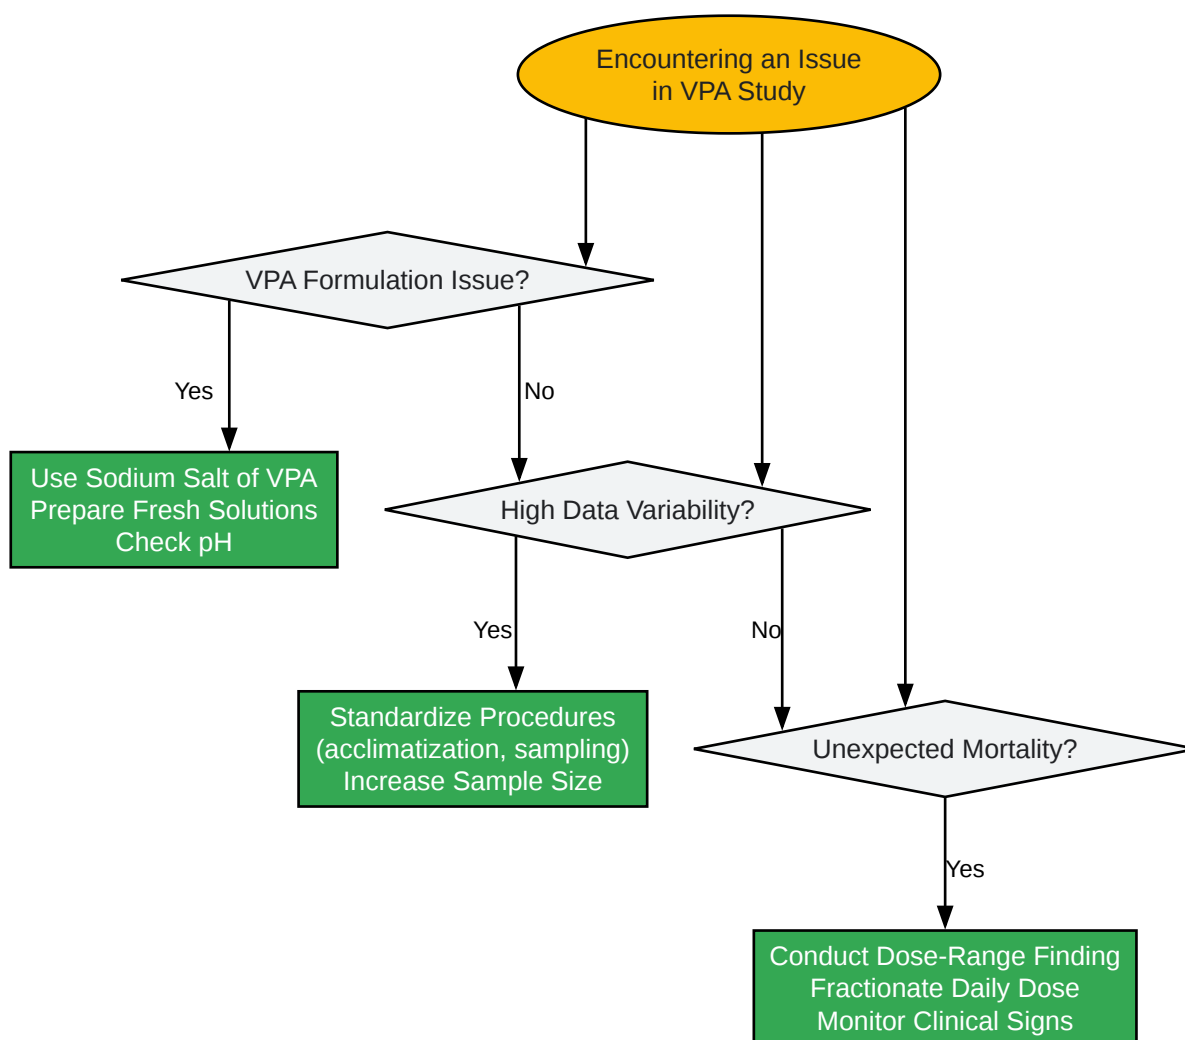 Encountering an Issue
in VPA Study
VPA Formulation Issue?
Yes
No
Use Sodium Salt of VPA
Prepare Fresh Solutions
Check pH
High Data Variability?
Yes
No
Standardize Procedures
(acclimatization, sampling)
Increase Sample Size
Unexpected Mortality?
Yes
Conduct Dose-Range Finding
Fractionate Daily Dose
Monitor Clinical Signs